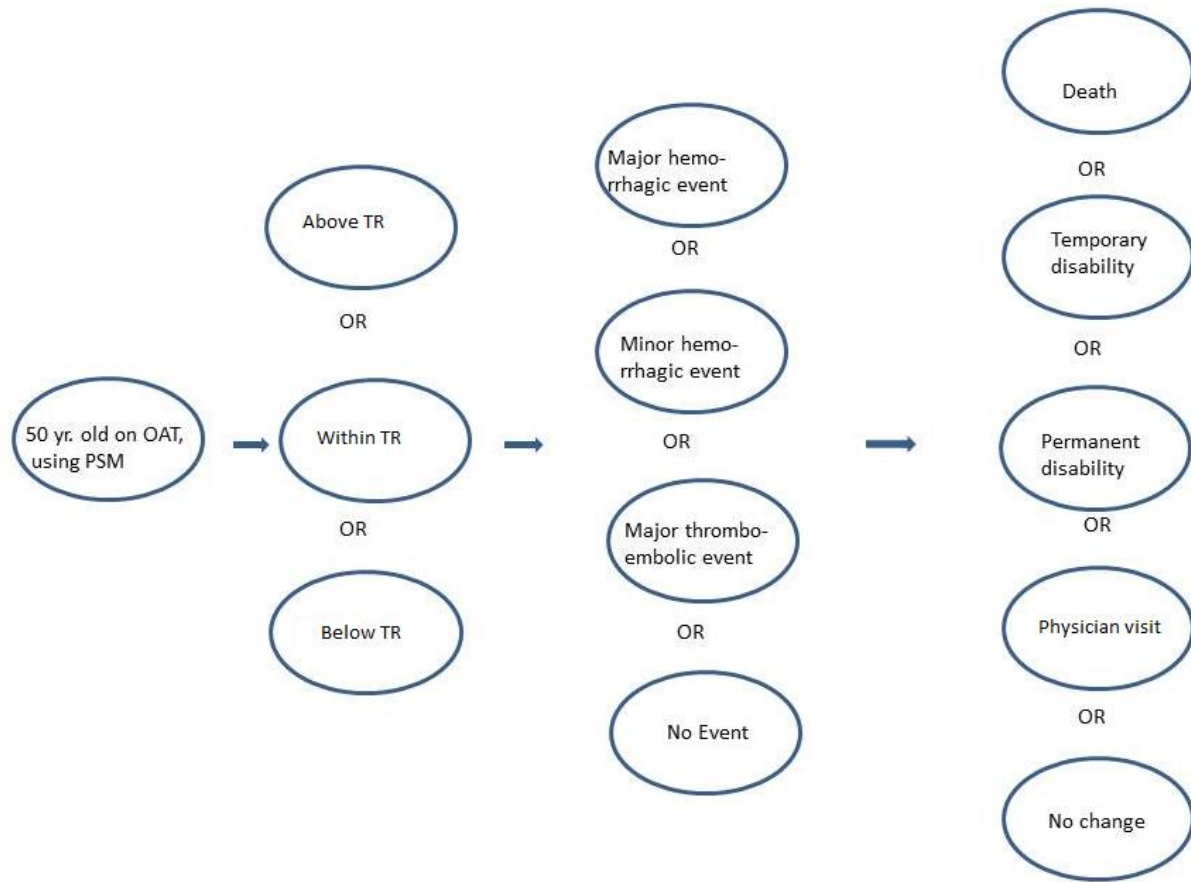 50 yr. old on OAT,
using PSM
Above TR
OR
Within TR
OR
Below TR
Major hemo-
rrhagic event
OR
Minor hemo-
rrhagic event
OR
Major thrombo-
embolic event
OR
No Event
Death
OR
Temporary
disability
OR
Permanent
disability
OR
Physician visit
OR
No change